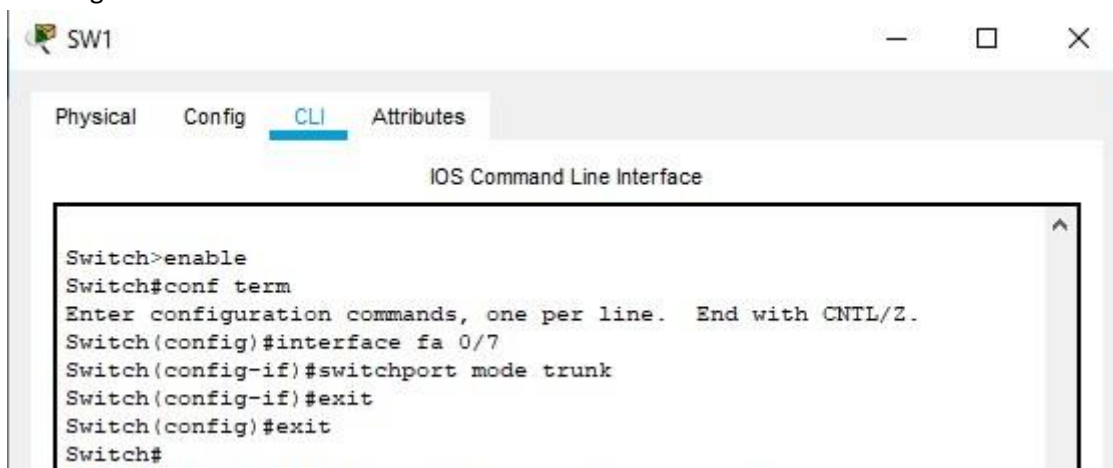 SW1
Physical Config CLI Attributes
IOS Command Line Interface
Switch>enable
Switch#conf term
Enter configuration commands, one per line.  End with CNTL/Z.
Switch(config)#interface fa 0/7
Switch(config-if)#switchport mode trunk
Switch(config-if)#exit
Switch(config)#exit
Switch#